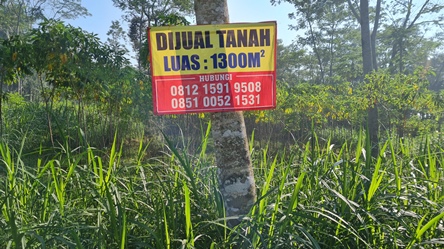 DIJUAL TANAH
LUAS : 1300M²
HUBUNGI
0812 1591 9508
0851 0052 1531